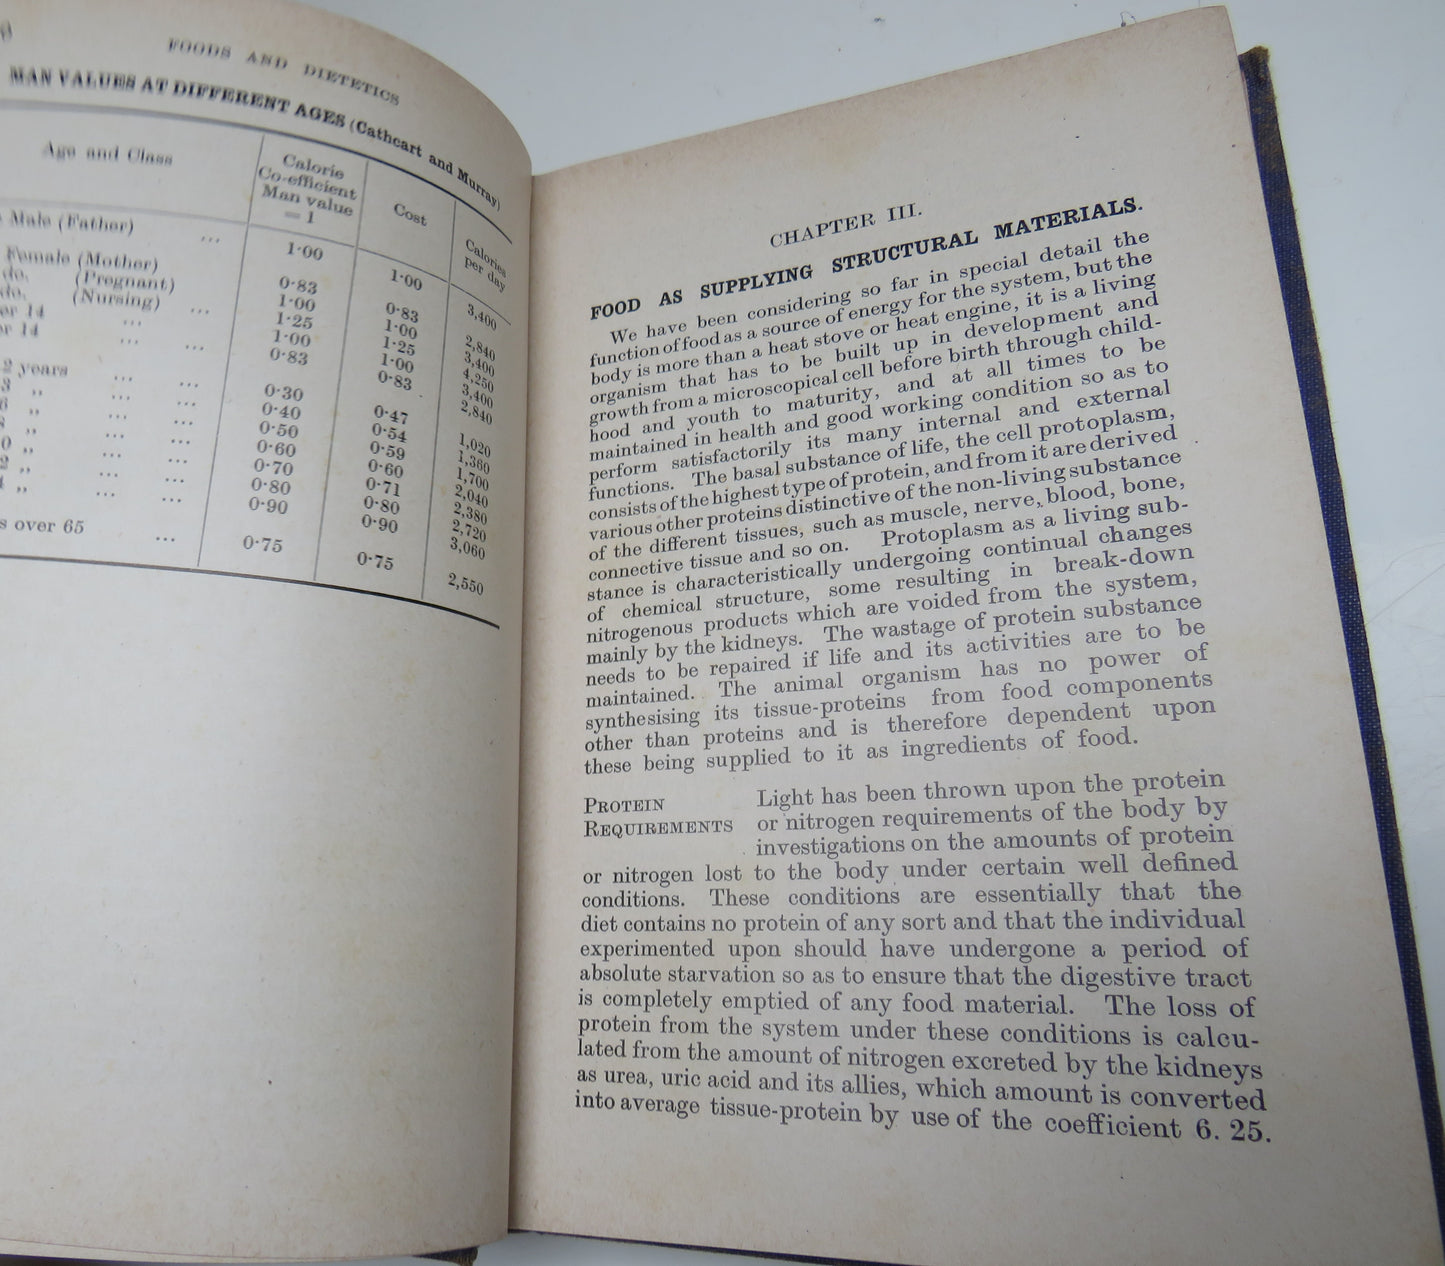 FOODS AND DIETETICS
MAN VALUES AT DIFFERENT AGES (Cathcart and Murray)
Age and Class
Calorie
Co-efficient
Man value
= 1
Cost
Calories
per day
Male (Father) ... 1·00 1·00 3,400
Female (Mother) 0·83 0·83 2,840
do. (Pregnant) 1·00 1·00 3,400
do. (Nursing) ... 1·25 1·25 4,250
14 ... 1·00 1·00 3,400
14 ... ... 0·83 0·83 2,840
2 years ... ... 0·30 0·47 1,020
3 „ ... ... 0·40 0·54 1,360
6 „ ... ... 0·50 0·59 1,700
„ ... ... 0·60 0·60 2,040
0 „ ... ... 0·70 0·71 2,380
2 „ ... ... 0·80 0·80 2,720
„ ... ... 0·90 0·90 3,060
over 65 ... 0·75 0·75 2,550
CHAPTER III.
FOOD AS SUPPLYING STRUCTURAL MATERIALS.
We have been considering so far in special detail the
function of food as a source of energy for the system, but the
body is more than a heat stove or heat engine, it is a living
organism that has to be built up in development and
growth from a microscopical cell before birth through child-
hood and youth to maturity, and at all times to be
maintained in health and good working condition so as to
perform satisfactorily its many internal and external
functions. The basal substance of life, the cell protoplasm,
consists of the highest type of protein, and from it are derived
various other proteins distinctive of the non-living substance
of the different tissues, such as muscle, nerve, blood, bone,
connective tissue and so on. Protoplasm as a living sub-
stance is characteristically undergoing continual changes
of chemical structure, some resulting in break-down
nitrogenous products which are voided from the system,
mainly by the kidneys. The wastage of protein substance
needs to be repaired if life and its activities are to be
maintained. The animal organism has no power of
synthesising its tissue-proteins from food components
other than proteins and is therefore dependent upon
these being supplied to it as ingredients of food.
PROTEIN Light has been thrown upon the protein
REQUIREMENTS or nitrogen requirements of the body by
investigations on the amounts of protein
or nitrogen lost to the body under certain well defined
conditions. These conditions are essentially that the
diet contains no protein of any sort and that the individual
experimented upon should have undergone a period of
absolute starvation so as to ensure that the digestive tract
is completely emptied of any food material. The loss of
protein from the system under these conditions is calcu-
lated from the amount of nitrogen excreted by the kidneys
as urea, uric acid and its allies, which amount is converted
into average tissue-protein by use of the coefficient 6. 25.